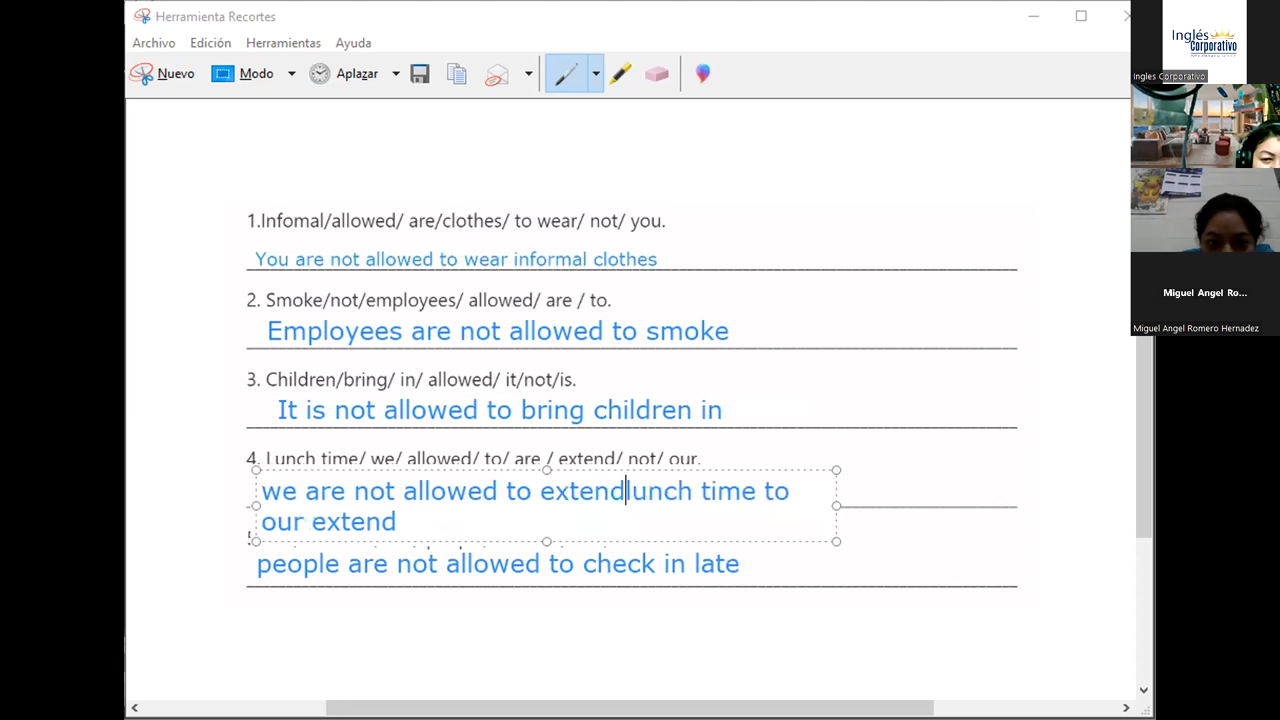 Herramienta Recortes
Archivo Edición Herramientas Ayuda
Nuevo Modo Aplazar
1.Infomal/allowed/ are/clothes/ to wear/ not/ you.
You are not allowed to wear informal clothes
2. Smoke/not/employees/ allowed/ are / to.
Employees are not allowed to smoke
3. Children/bring/ in/ allowed/ it/not/is.
It is not allowed to bring children in
4. Lunch time/ we/ allowed/ to/ are / extend/ not/ our.
we are not allowed to extendlunch time to
our extend
people are not allowed to check in late
Inglés
Corporativo
Ingles Corporativo
Miguel Angel Ro...
Miguel Angel Romero Hernadez